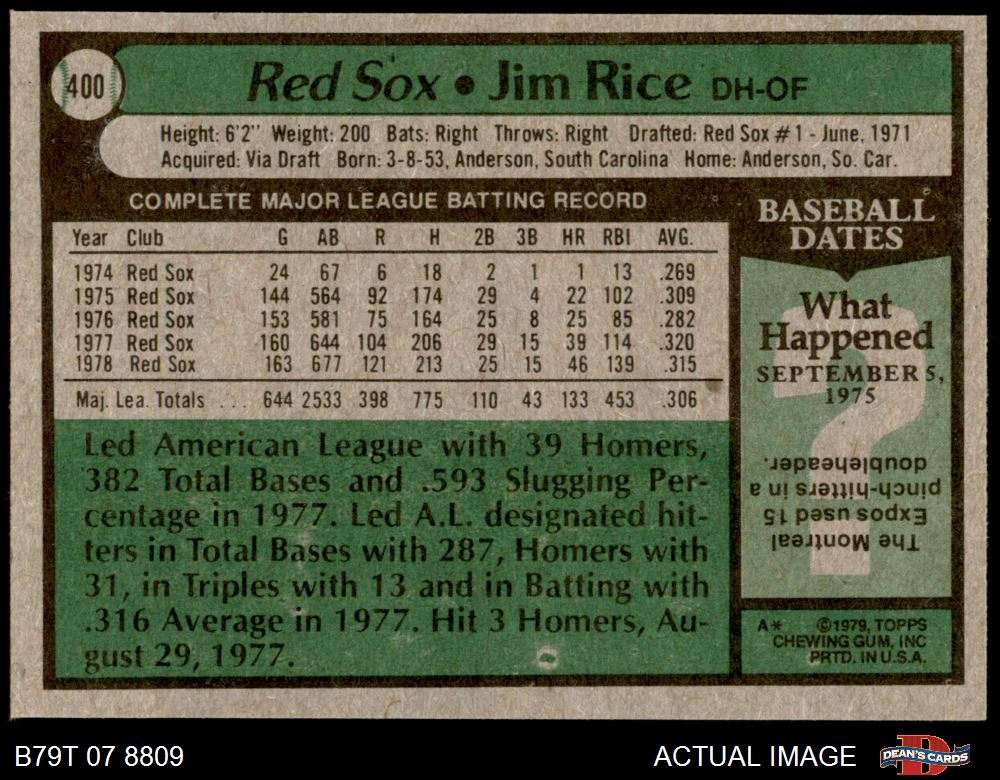 400
Red Sox • Jim Rice DH-OF
Height: 6'2" Weight: 200 Bats: Right Throws: Right Drafted: Red Sox #1 - June, 1971
Acquired: Via Draft Born: 3-8-53, Anderson, South Carolina Home: Anderson, So. Car.
COMPLETE MAJOR LEAGUE BATTING RECORD
Year Club G AB R H 2B 3B HR RBI AVG.
1974 Red Sox 24 67 6 18 2 1 1 13 .269
1975 Red Sox 144 564 92 174 29 4 22 102 .309
1976 Red Sox 153 581 75 164 25 8 25 85 .282
1977 Red Sox 160 644 104 206 29 15 39 114 .320
1978 Red Sox 163 677 121 213 25 15 46 139 .315
Maj. Lea. Totals ... 644 2533 398 775 110 43 133 453 .306
Led American League with 39 Homers,
382 Total Bases and .593 Slugging Per-
centage in 1977. Led A.L. designated hit-
ters in Total Bases with 287, Homers with
31, in Triples with 13 and in Batting with
.316 Average in 1977. Hit 3 Homers, Au-
gust 29, 1977.
BASEBALL
DATES
What
Happened
SEPTEMBER 5,
1975
?
The Montreal
Expos used 15
pinch-hitters in a
doubleheader.
A* ©1979, TOPPS
CHEWING GUM, INC
PRTD. IN U.S.A.
B79T 07 8809
ACTUAL IMAGE
D
DEAN'S CARDS